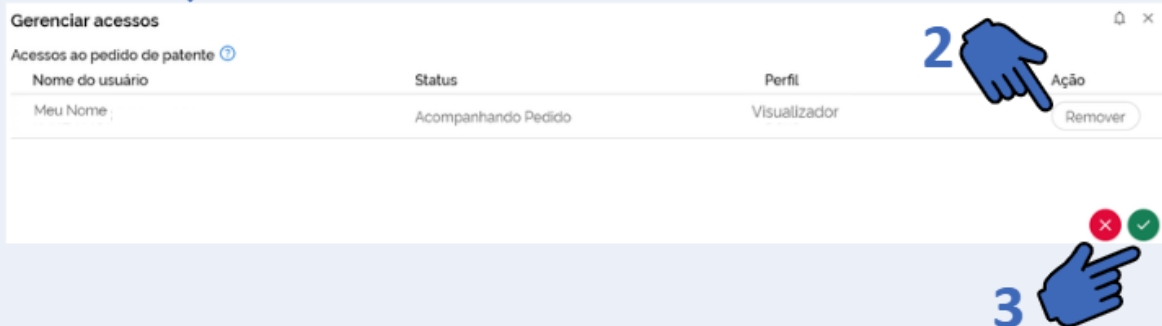 Gerenciar acessos
Acessos ao pedido de patente ?
Nome do usuário Status Perfil Ação
Meu Nome Acompanhando Pedido Visualizador Remover
2
3